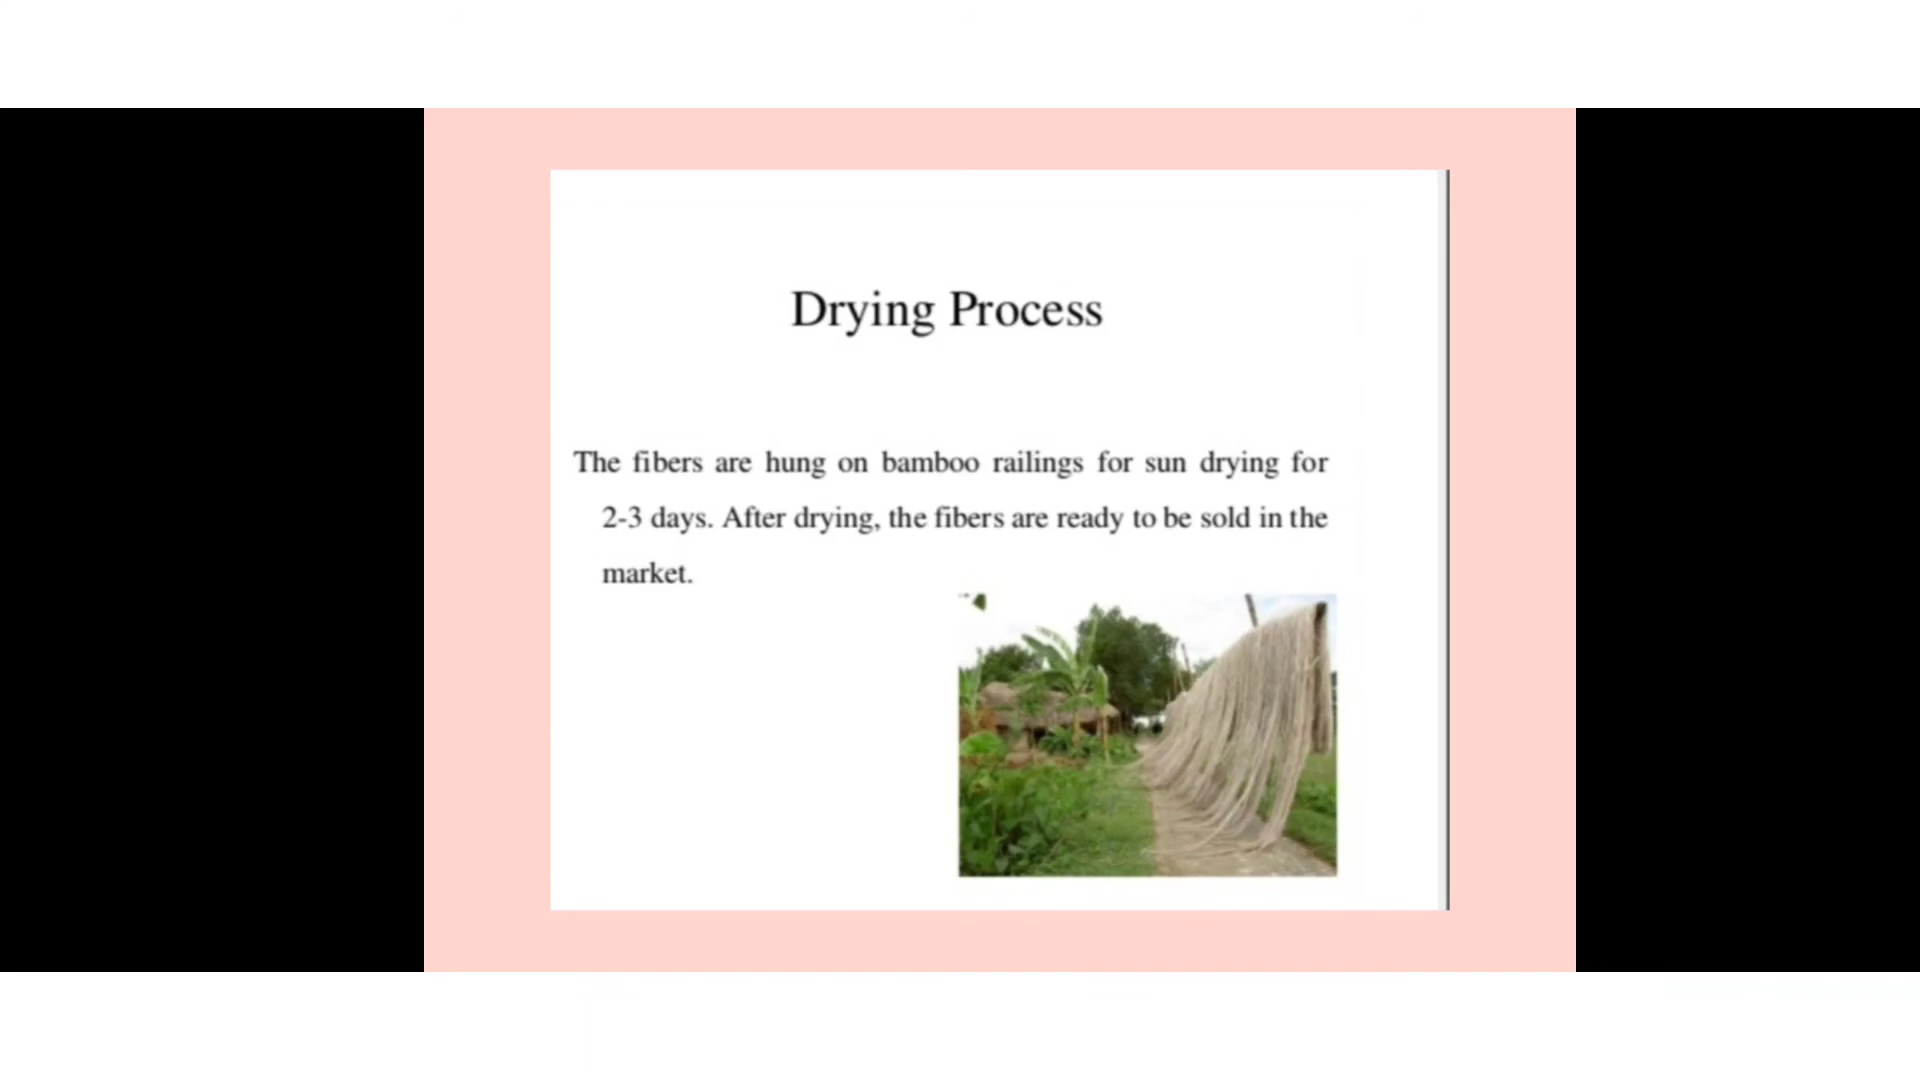 Drying Process
The fibers are hung on bamboo railings for sun drying for
2-3 days. After drying, the fibers are ready to be sold in the
market.